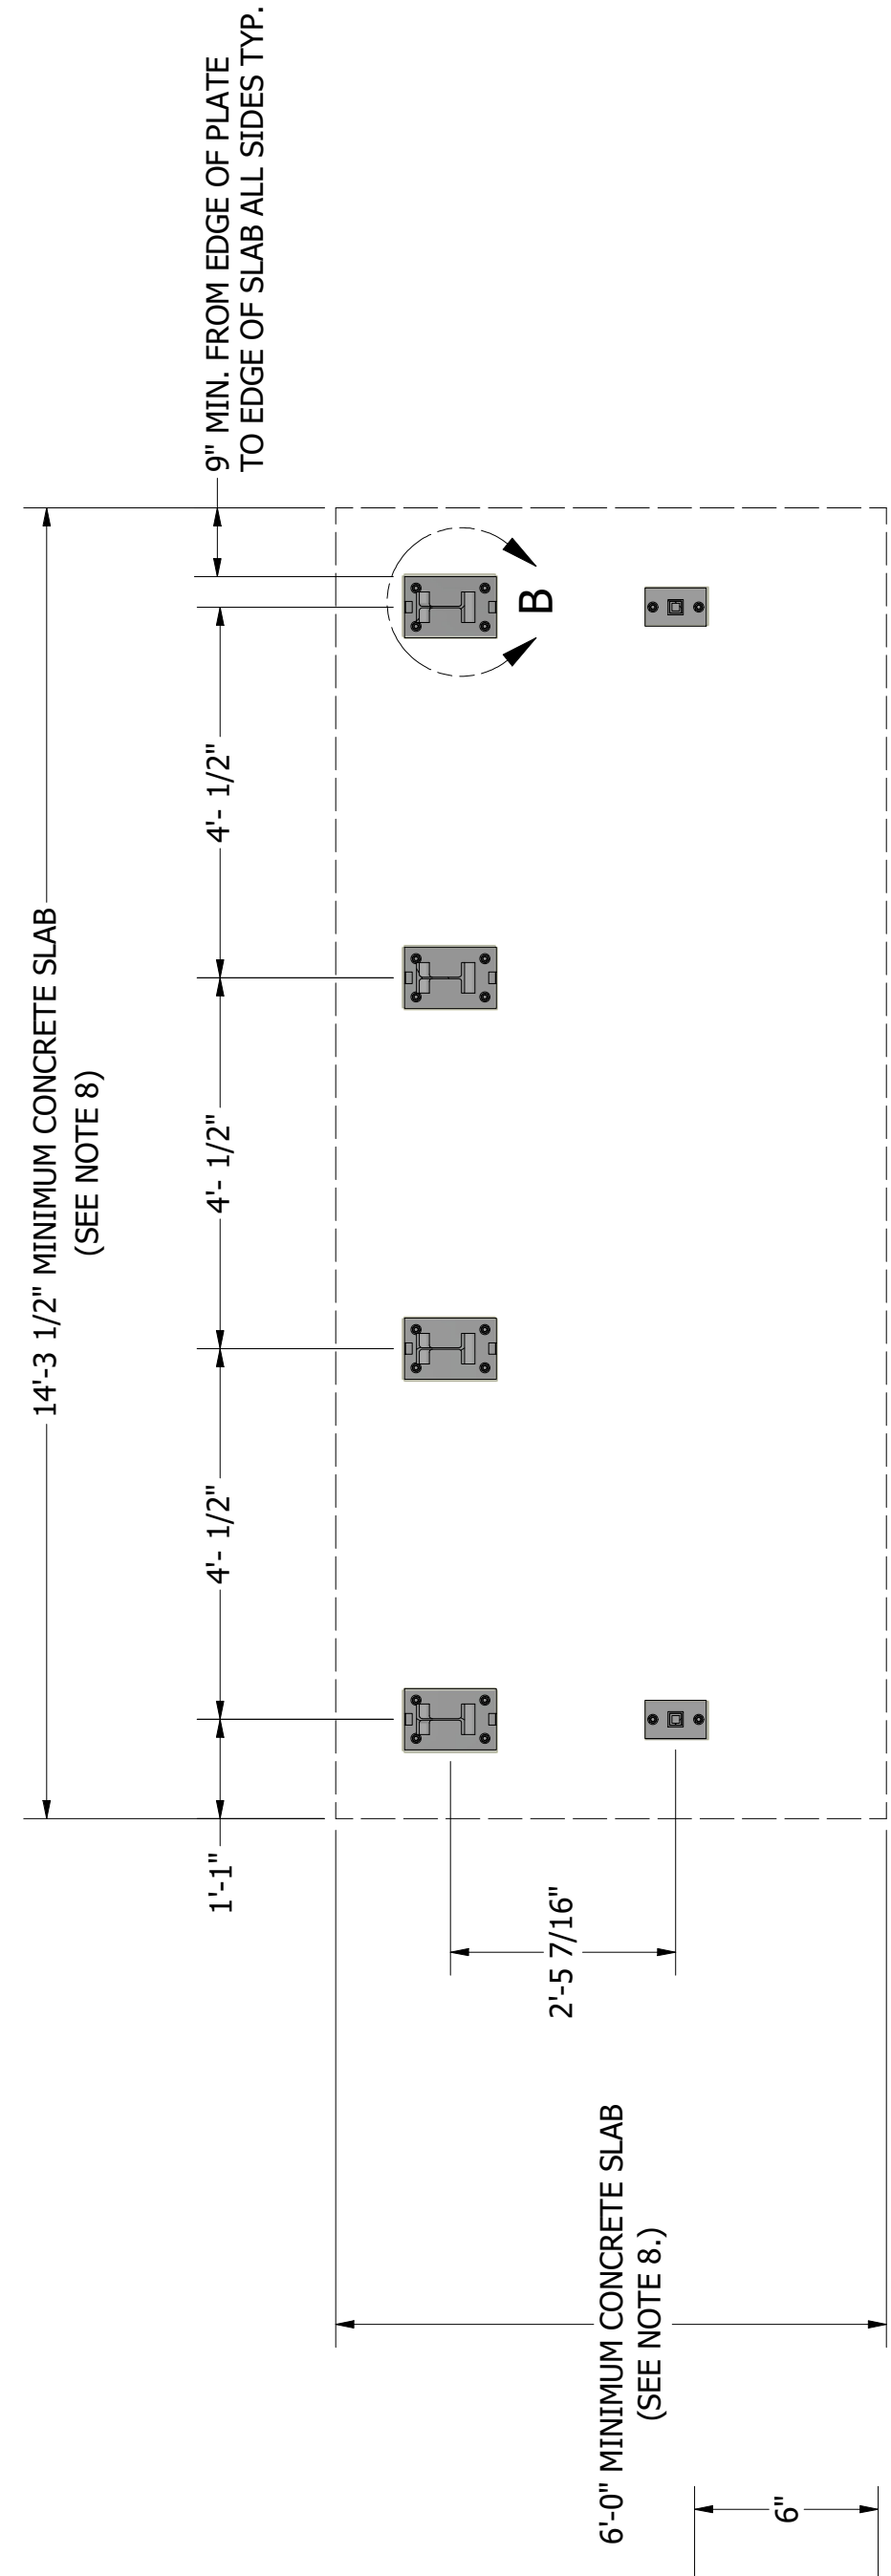 14'-3 1/2" MINIMUM CONCRETE SLAB
(SEE NOTE 8)
1'-1"
4'- 1/2"
4'- 1/2"
4'- 1/2"
9" MIN. FROM EDGE OF PLATE
TO EDGE OF SLAB ALL SIDES TYP.
B
2'-5 7/16"
6'-0" MINIMUM CONCRETE SLAB
(SEE NOTE 8.)
6"